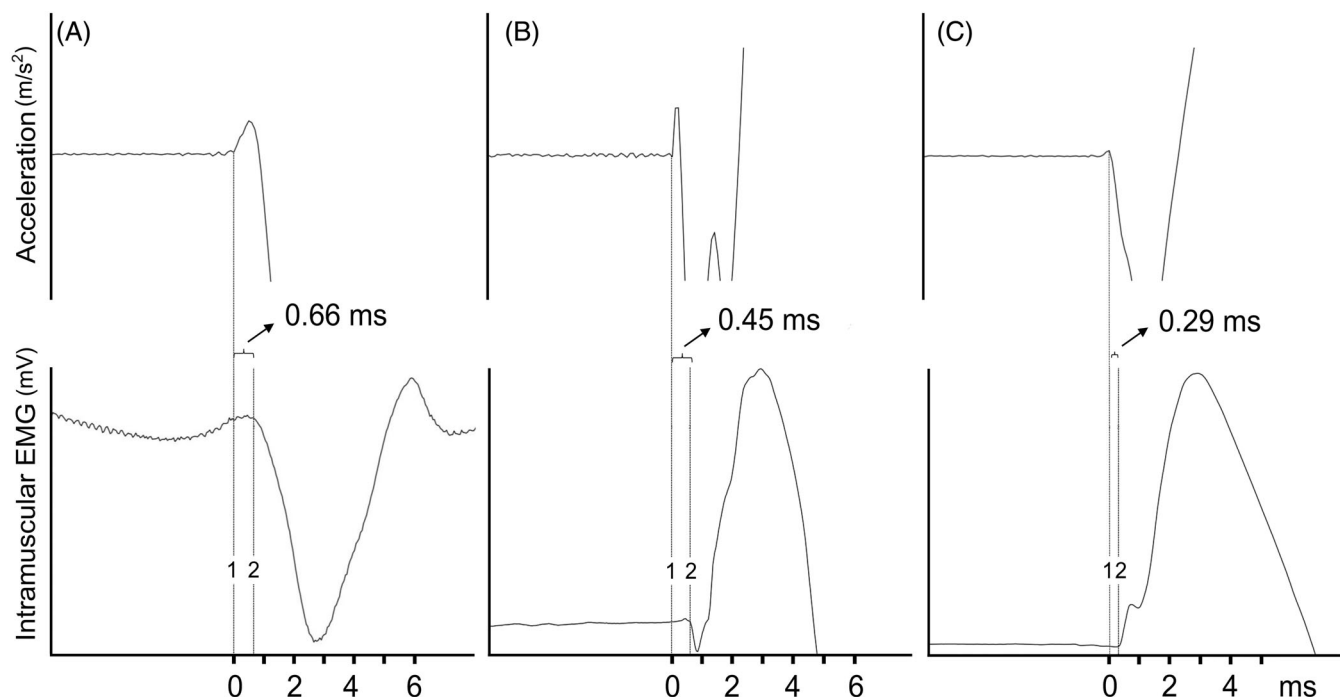 (A)
(B)
(C)
Acceleration (m/s²)
0.66 ms
0.45 ms
0.29 ms
Intramuscular EMG (mV)
1 2
1 2
12
0 2 4 6
0 2 4 6
0 2 4 ms